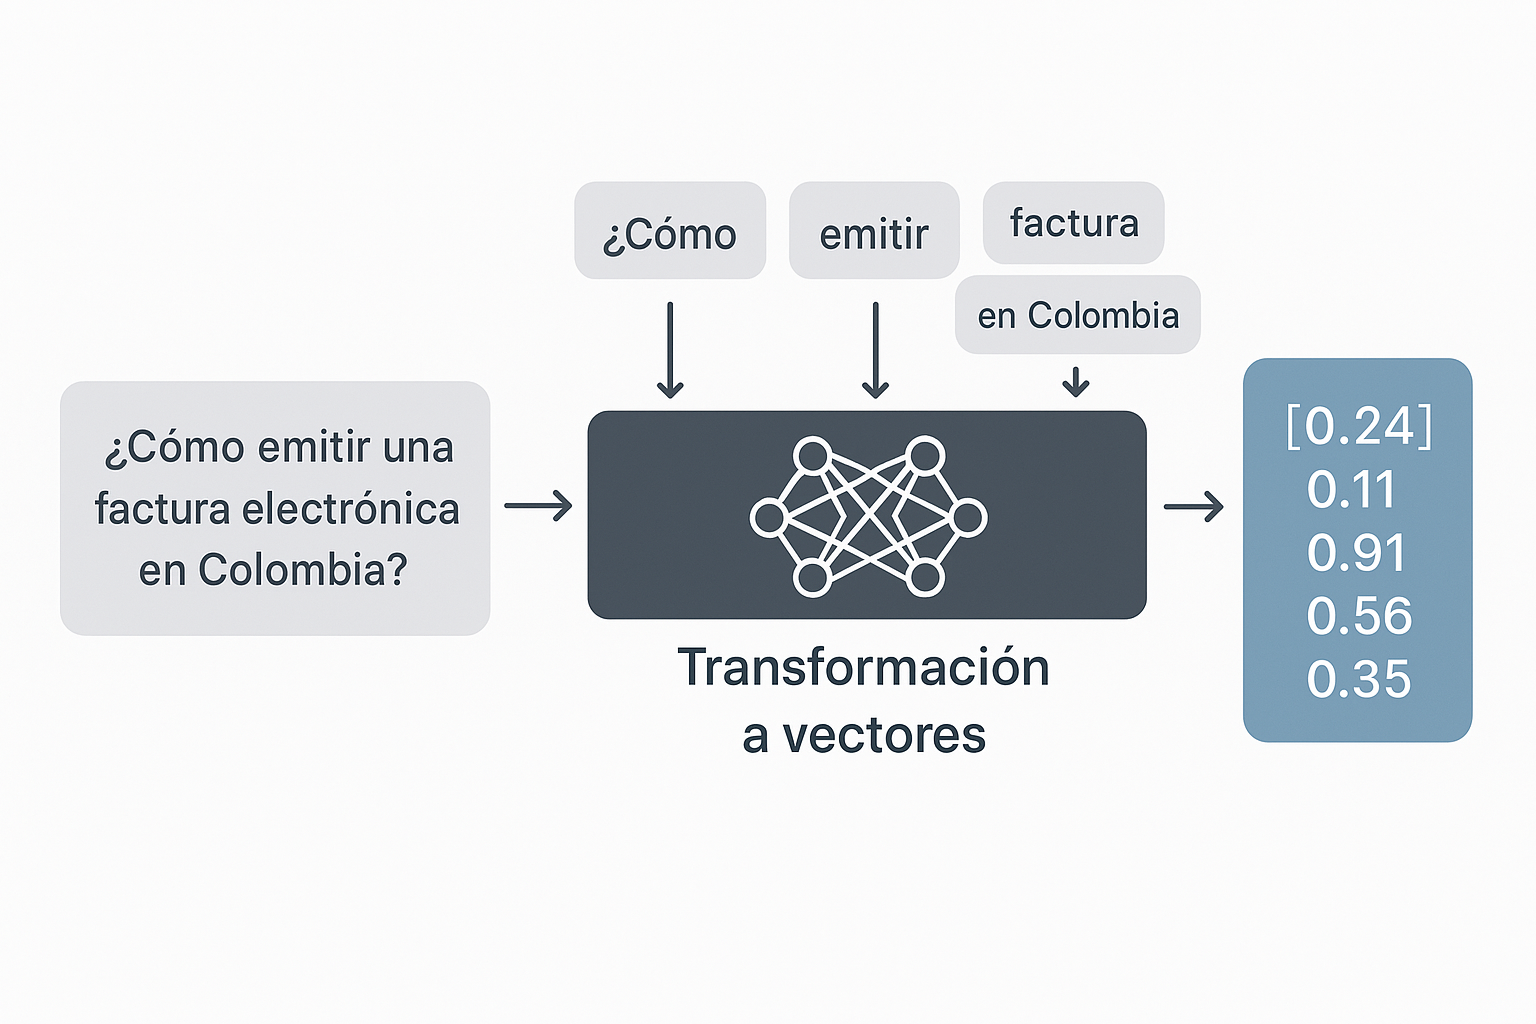 ¿Cómo emitir una
factura electrónica
en Colombia?
¿Cómo
emitir
factura
en Colombia
Transformación
a vectores
[0.24]
0.11
0.91
0.56
0.35